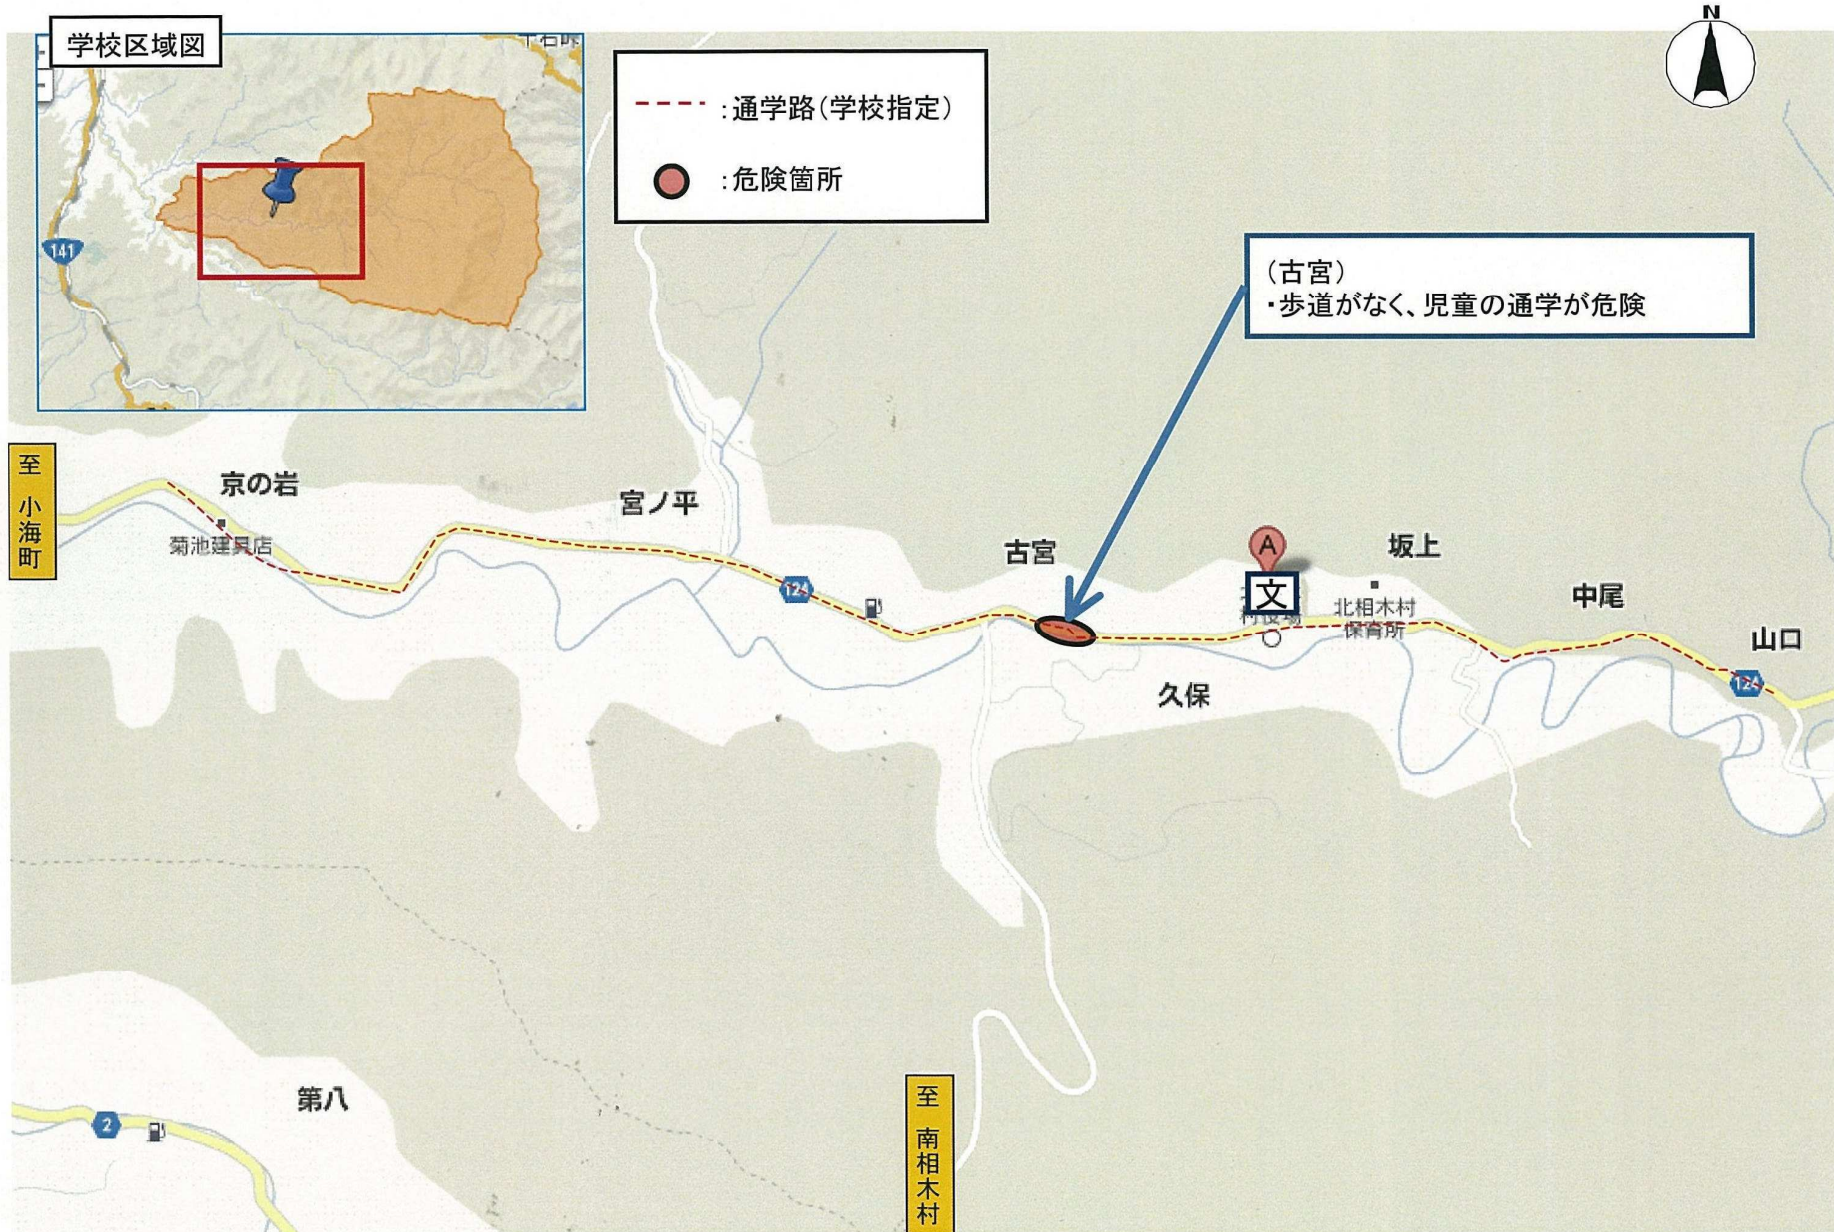 学校区域図
十石峠
141
N
:通学路(学校指定)
:危険箇所
(古宮)
・歩道がなく、児童の通学が危険
至 小海町
京の岩
菊池建具店
宮ノ平
124
古宮
A
文
村役場
坂上
北相木村
保育所
中尾
山口
124
久保
第八
2
至 南相木村